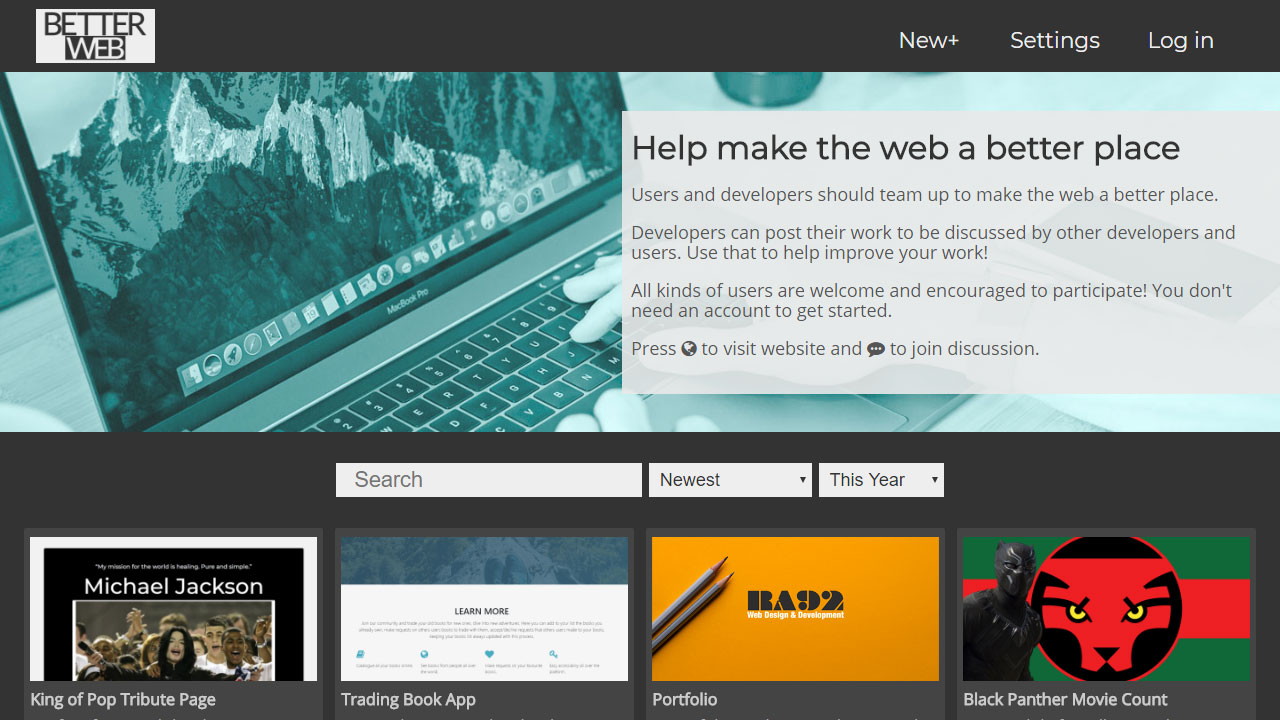 BETTER
WEB
New+ Settings Log in
Help make the web a better place
Users and developers should team up to make the web a better place.
Developers can post their work to be discussed by other developers and
users. Use that to help improve your work!
All kinds of users are welcome and encouraged to participate! You don't
need an account to get started.
Press to visit website and to join discussion.
MacBook Pro
Search Newest This Year
"My mission for the world is healing. Pure and simple."
Michael Jackson
LEARN MORE
RA92
Web Design & Development
King of Pop Tribute Page
Trading Book App
Portfolio
Black Panther Movie Count